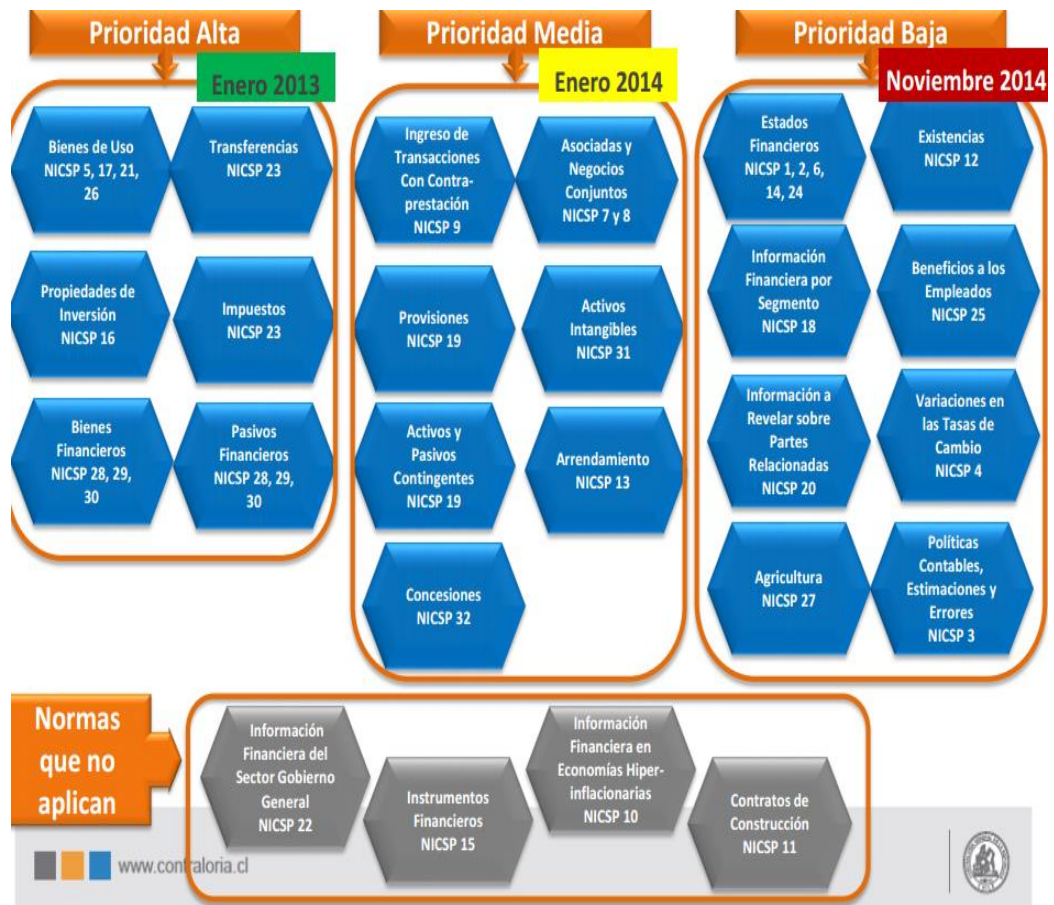 Prioridad Alta
Enero 2013
Bienes de Uso
NICSP 5, 17, 21,
26
Transferencias
NICSP 23
Propiedades de
Inversión
NICSP 16
Impuestos
NICSP 23
Bienes
Financieros
NICSP 28, 29,
30
Pasivos
Financieros
NICSP 28, 29,
30
Prioridad Media
Enero 2014
Ingreso de
Transacciones
Con Contra-
prestación
NICSP 9
Asociadas y
Negocios
Conjuntos
NICSP 7 y 8
Provisiones
NICSP 19
Activos
Intangibles
NICSP 31
Activos y
Pasivos
Contingentes
NICSP 19
Arrendamiento
NICSP 13
Concesiones
NICSP 32
Prioridad Baja
Noviembre 2014
Estados
Financieros
NICSP 1, 2, 6,
14, 24
Existencias
NICSP 12
Información
Financiera por
Segmento
NICSP 18
Beneficios a los
Empleados
NICSP 25
Información a
Revelar sobre
Partes
Relacionadas
NICSP 20
Variaciones en
las Tasas de
Cambio
NICSP 4
Agricultura
NICSP 27
Políticas
Contables,
Estimaciones y
Errores
NICSP 3
Normas
que no
aplican
Información
Financiera del
Sector Gobierno
General
NICSP 22
Instrumentos
Financieros
NICSP 15
Información
Financiera en
Economías Hiper-
inflacionarias
NICSP 10
Contratos de
Construcción
NICSP 11
www.contraloria.cl